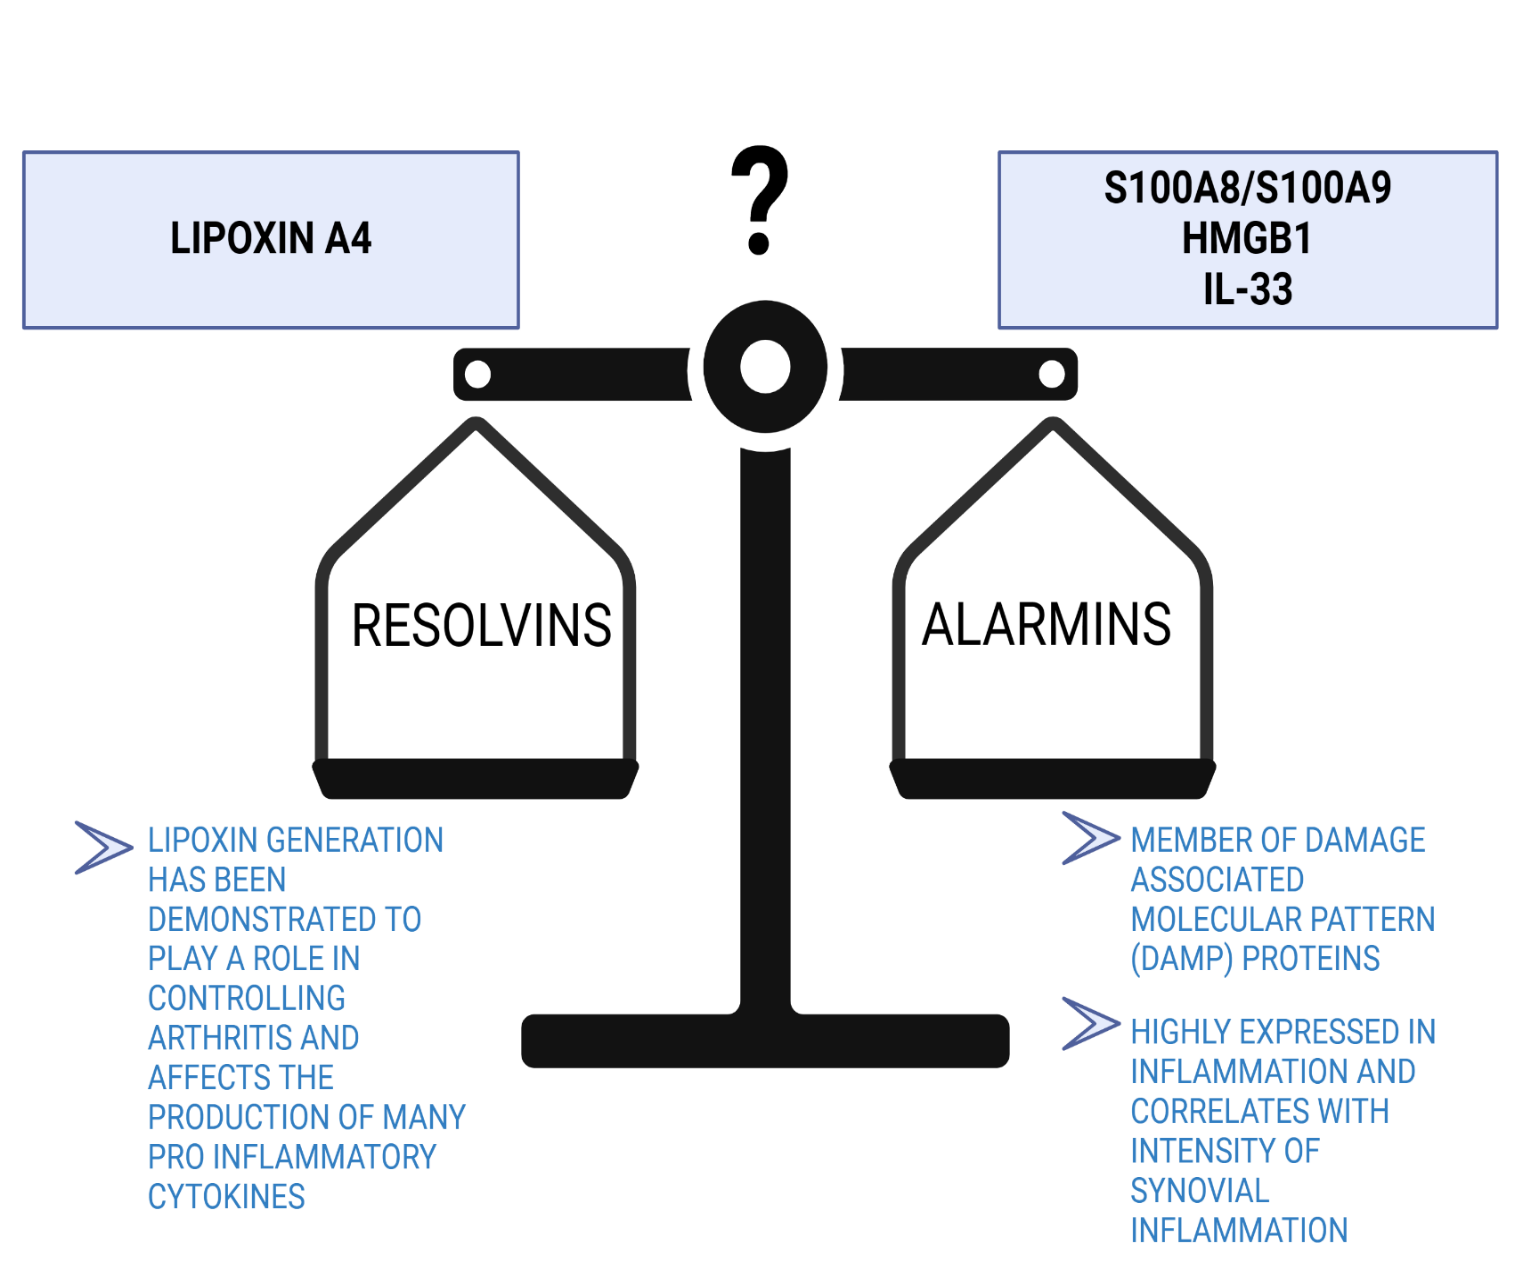 ?
LIPOXIN A4
S100A8/S100A9
HMGB1
IL-33
RESOLVINS
ALARMINS
LIPOXIN GENERATION
HAS BEEN
DEMONSTRATED TO
PLAY A ROLE IN
CONTROLLING
ARTHRITIS AND
AFFECTS THE
PRODUCTION OF MANY
PRO INFLAMMATORY
CYTOKINES
MEMBER OF DAMAGE
ASSOCIATED
MOLECULAR PATTERN
(DAMP) PROTEINS
HIGHLY EXPRESSED IN
INFLAMMATION AND
CORRELATES WITH
INTENSITY OF
SYNOVIAL
INFLAMMATION